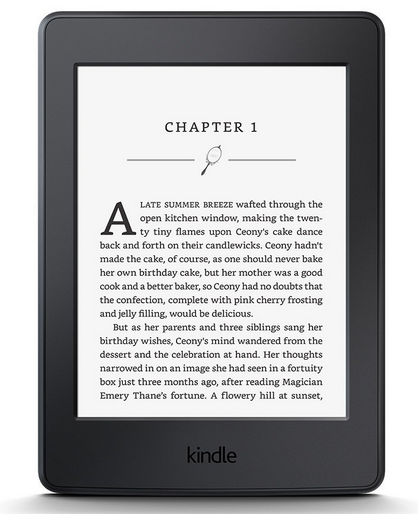 CHAPTER 1
A LATE SUMMER BREEZE wafted through the
open kitchen window, making the twen-
ty tiny flames upon Ceony's cake dance
back and forth on their candlewicks. Ceony hadn't
made the cake, of course, as one should never bake
her own birthday cake, but her mother was a good
cook and a better baker, so Ceony had no doubts that
the confection, complete with pink cherry frosting
and jelly filling, would be delicious.
But as her parents and three siblings sang her
birthday wishes, Ceony's mind wandered from the
dessert and the celebration at hand. Her thoughts
narrowed in on an image she had seen in a fortuity
box just three months ago, after reading Magician
Emery Thane's fortune. A flowery hill at sunset,
kindle